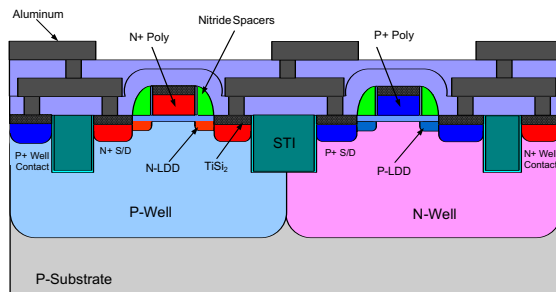 Aluminum
N+ Poly
Nitride Spacers
P+ Poly
STI
P+ Well
Contact
N+ S/D
N-LDD
TiSi2
P+ S/D
P-LDD
N+ Well
Contact
P-Well
N-Well
P-Substrate